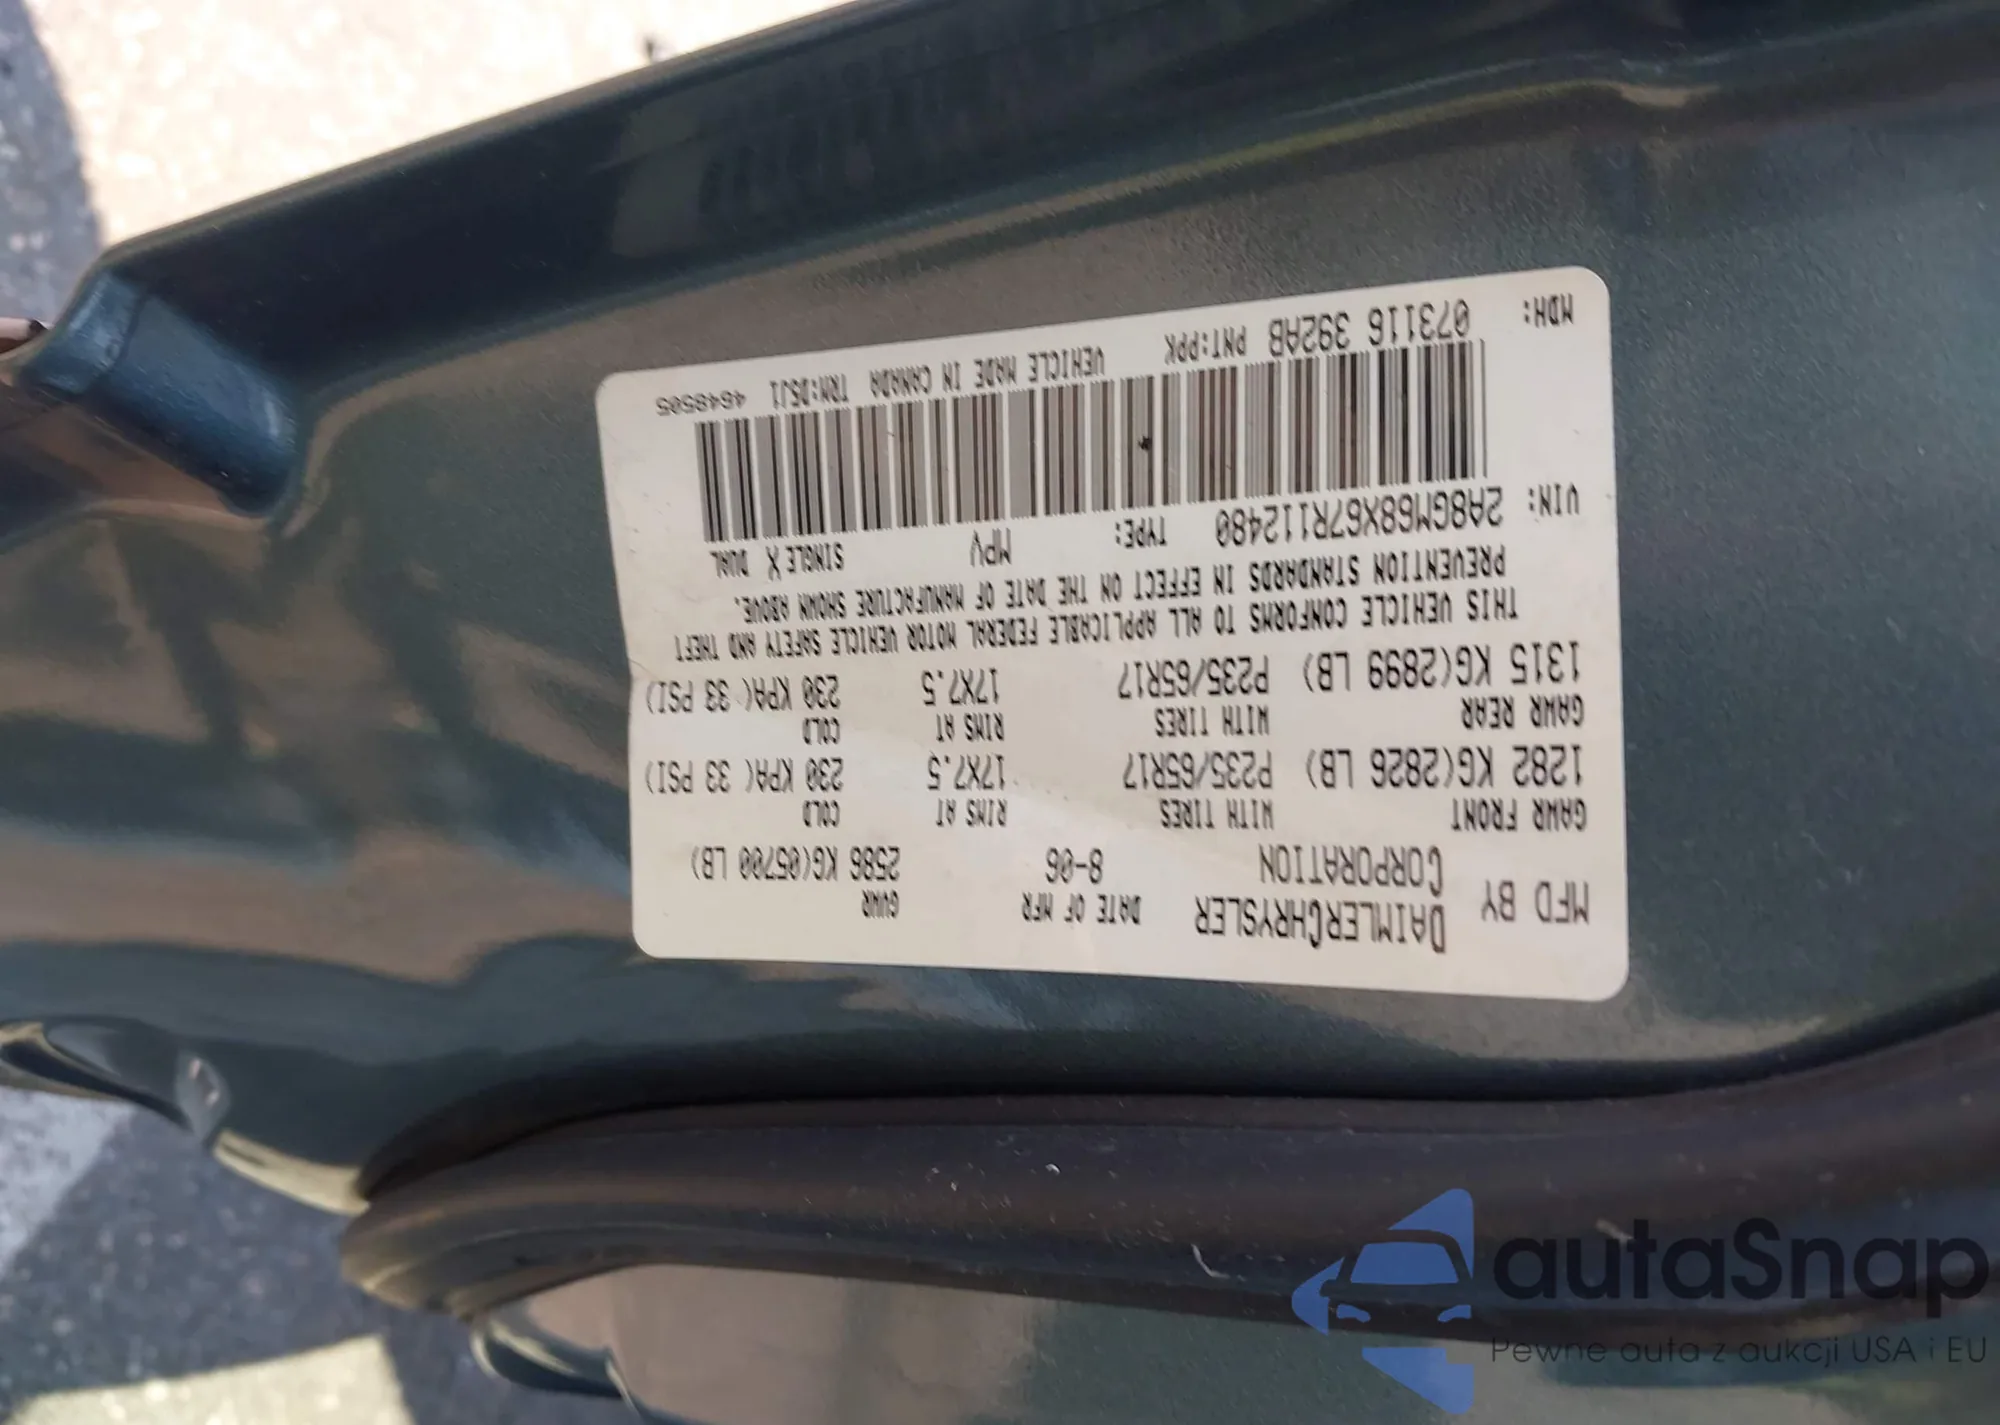 MFD BY DAIMLERCHRYSLER CORPORATION
DATE OF MFR 8-06
GVWR 2586 KG(05700 LB)
GAWR FRONT WITH TIRES RIMS AT COLD
1282 KG(2826 LB) P235/65R17 17X7.5 230 KPA( 33 PSI)
GAWR REAR WITH TIRES RIMS AT COLD
1315 KG(2899 LB) P235/65R17 17X7.5 230 KPA( 33 PSI)
THIS VEHICLE CONFORMS TO ALL APPLICABLE FEDERAL MOTOR VEHICLE SAFETY AND THEFT
PREVENTION STANDARDS IN EFFECT ON THE DATE OF MANUFACTURE SHOWN ABOVE.
VIN: 2A8GM68X67R112480 TYPE: MPV SINGLE X DUAL
MDH: 073116 392AB PNT:PPK VEHICLE MADE IN CANADA TRM:D5J1 4648505
autaSnap
Pewne auta z aukcji USA i EU